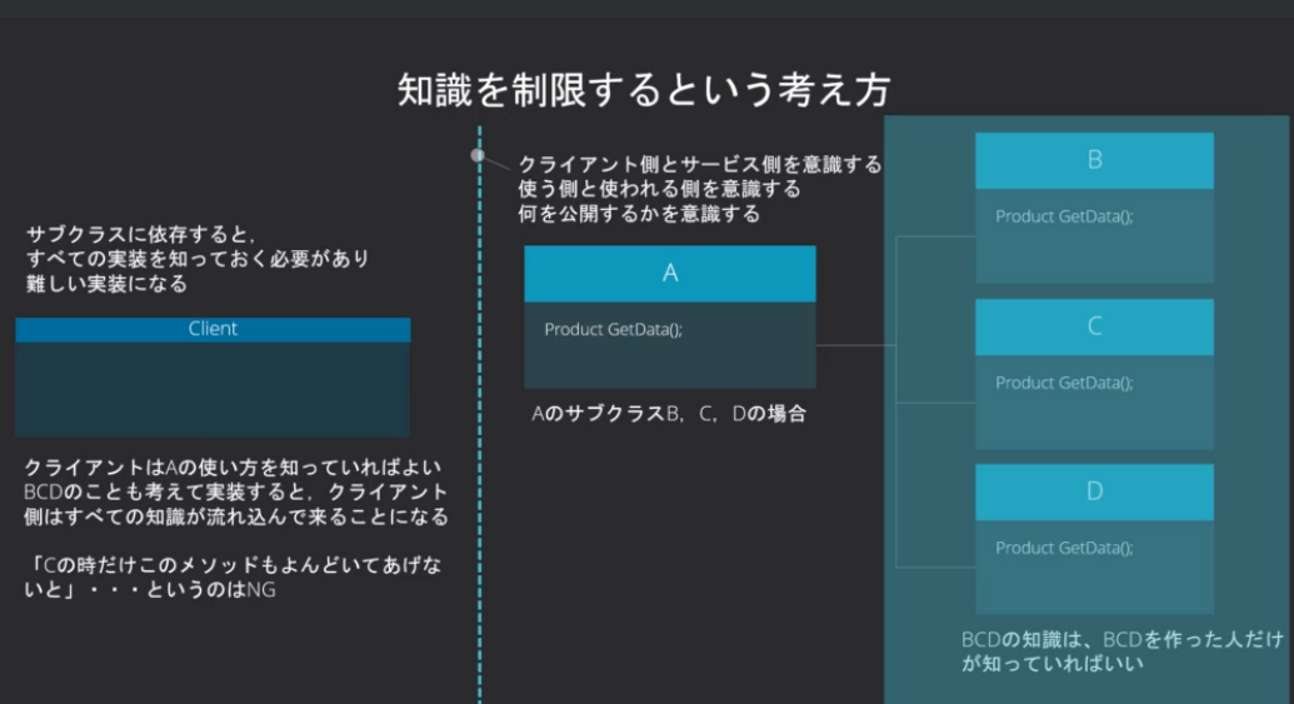 知識を制限するという考え方
サブクラスに依存すると,
すべての実装を知っておく必要があり
難しい実装になる
Client
クライアントはAの使い方を知っていればよい
BCDのことも考えて実装すると,クライアント
側はすべての知識が流れ込んで来ることになる
「Cの時だけこのメソッドもよんどいてあげな
いと」・・・というのはNG
クライアント側とサービス側を意識する
使う側と使われる側を意識する
何を公開するかを意識する
A
Product GetData();
AのサブクラスB,C,Dの場合
B
Product GetData();
C
Product GetData();
D
Product GetData();
BCDの知識は、BCDを作った人だけ
が知っていればいい